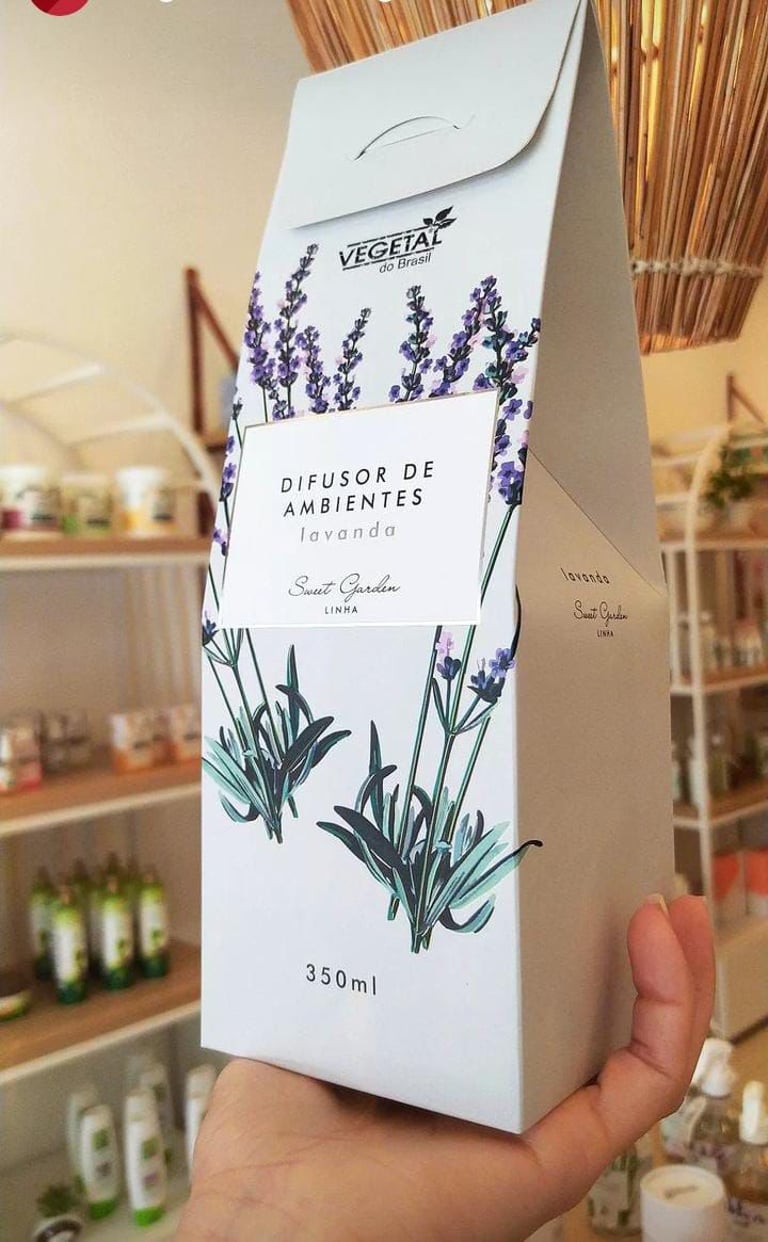 VEGETAL
do Brasil
DIFUSOR DE
AMBIENTES
lavanda
Sweet Garden
LINHA
350ml
lavanda
Sweet Garden
LINHA